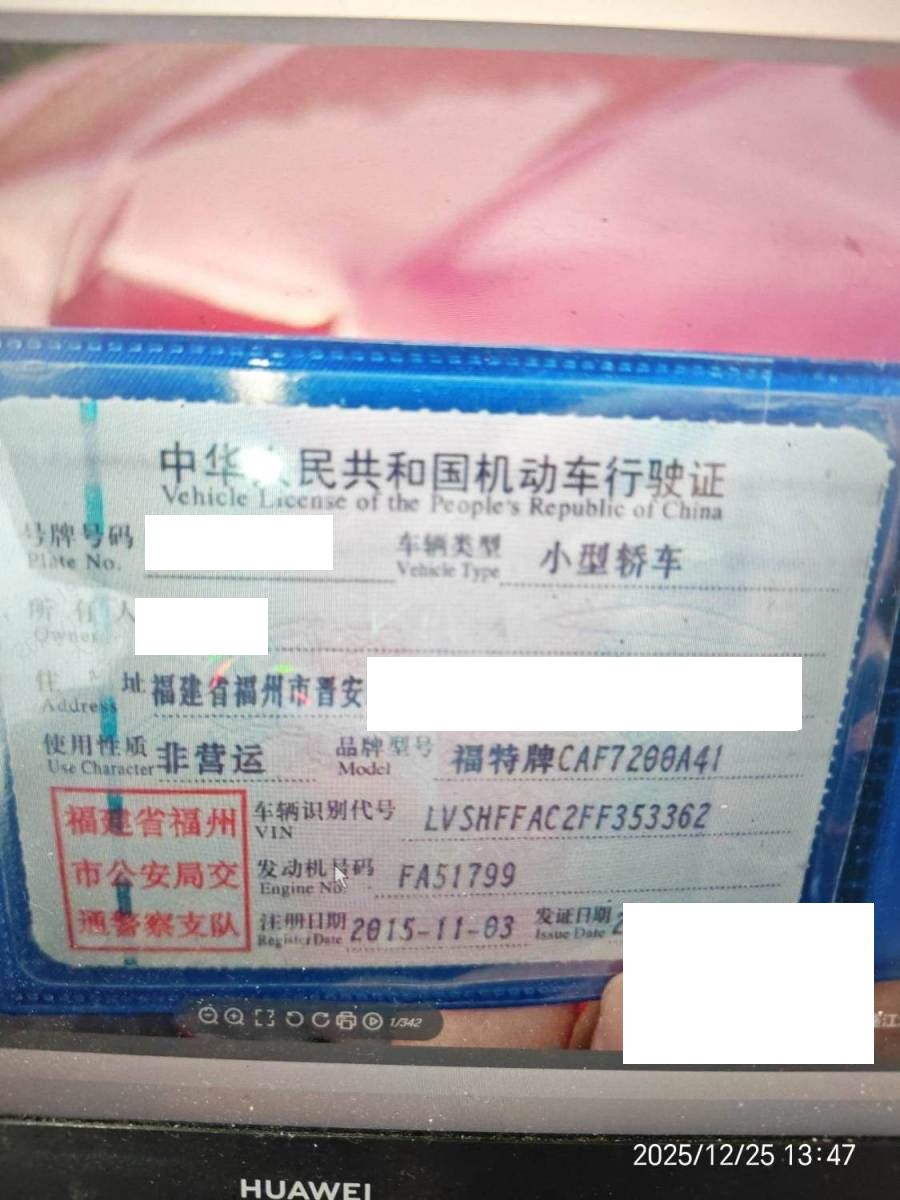 中华人民共和国机动车行驶证
Vehicle License of the People's Republic of China
号牌号码
Plate No.
车辆类型 小型轿车
Vehicle Type
所有人
Owner
住址 福建省福州市晋安
Address
使用性质 非营运
Use Character
品牌型号 福特牌CAF7200A41
Model
福建省福州
市公安局交
通警察支队
车辆识别代号 LVSHFFAC2FF353362
VIN
发动机号码 FA51799
Engine No.
注册日期 2015-11-03
Register Date
发证日期 2
Issue Date
1/342
2025/12/25 13:47
HUAWEI